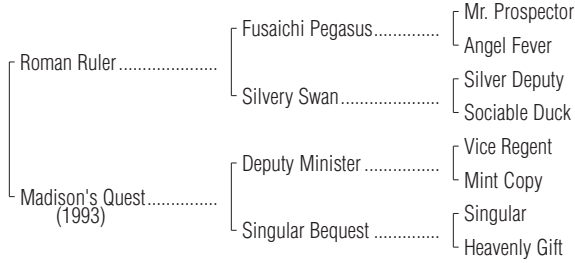 Mr. Prospector
Fusaichi Pegasus..............
Angel Fever
Roman Ruler.....................
Silver Deputy
Silvery Swan.....................
Sociable Duck
Vice Regent
Deputy Minister ................
Mint Copy
Madison's Quest...............
(1993)
Singular
Singular Bequest ..............
Heavenly Gift